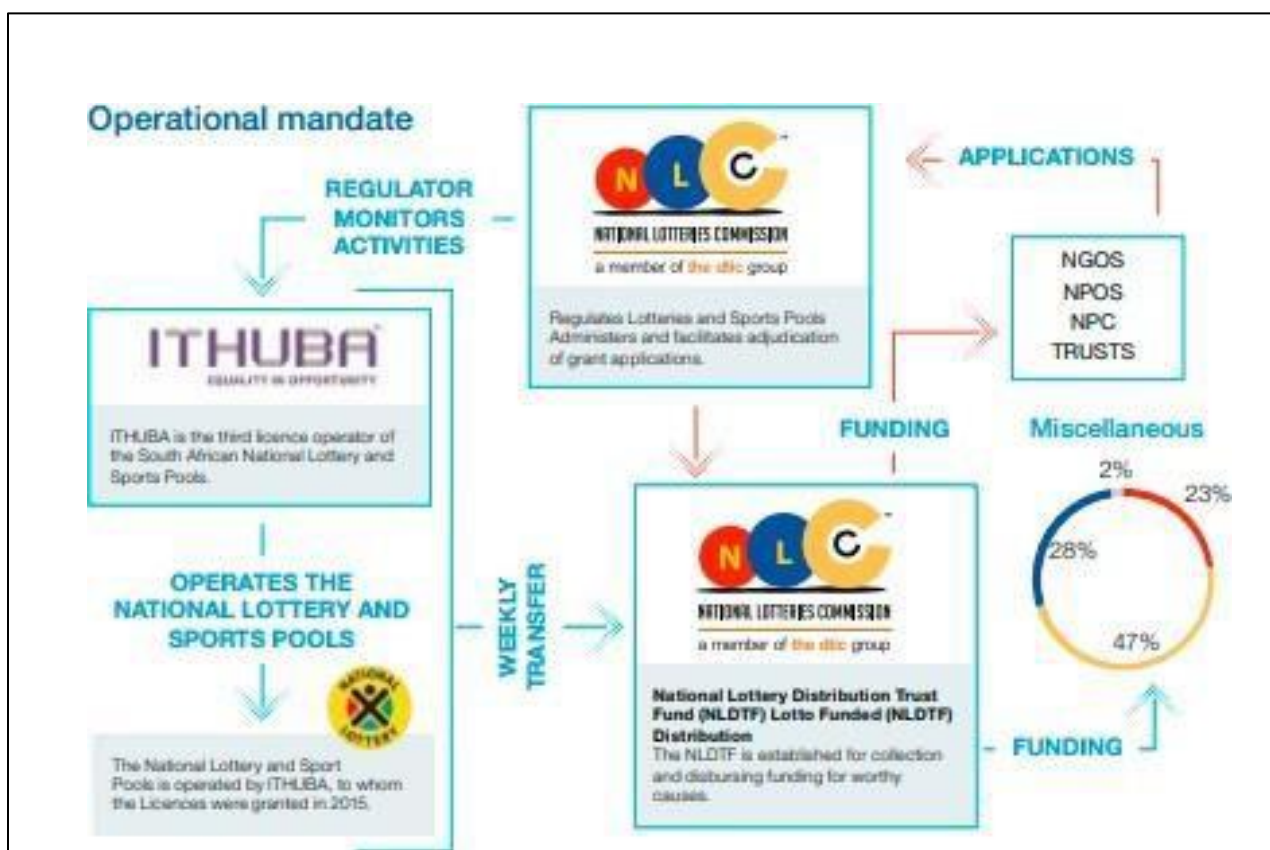 Operational mandate
REGULATOR
MONITORS
ACTIVITIES
N L C
NATIONAL LOTTERIES COMMISSION
a member of the dtic group
Regulates Lotteries and Sports Pools
Administers and facilitates adjudication
of grant applications.
APPLICATIONS
NGOS
NPOS
NPC
TRUSTS
ITHUBA
EQUALITY IN OPPORTUNITY
ITHUBA is the third licence operator of
the South African National Lottery and
Sports Pools.
OPERATES THE
NATIONAL LOTTERY AND
SPORTS POOLS
NATIONAL
LOTTERY
The National Lottery and Sport
Pools is operated by ITHUBA, to whom
the Licences were granted in 2015.
WEEKLY
TRANSFER
FUNDING
N L C
NATIONAL LOTTERIES COMMISSION
a member of the dtic group
National Lottery Distribution Trust
Fund (NLDTF) Lotto Funded (NLDTF)
Distribution
The NLDTF is established for collection
and disbursing funding for worthy
causes.
Miscellaneous
2%
23%
28%
47%
FUNDING